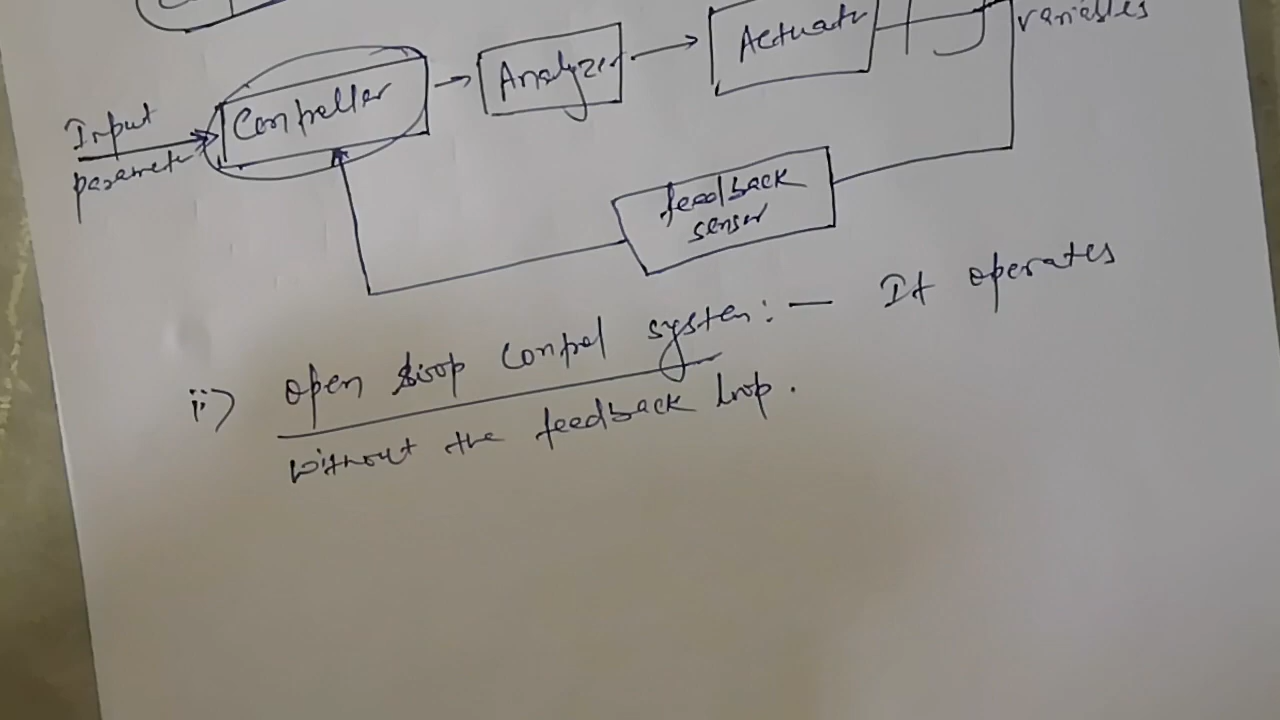 variables
Actuator
Analyzer
Controller
Input
parameter
feedback
sensor
ii) open loop control system:- It operates
without the feedback loop.